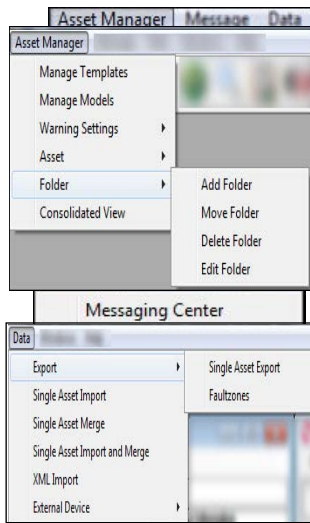 Asset Manager Message Data
Asset Manager
Manage Templates
Manage Models
Warning Settings
Asset
Folder
Consolidated View
Add Folder
Move Folder
Delete Folder
Edit Folder
Messaging Center
Data
Export
Single Asset Import
Single Asset Merge
Single Asset Import and Merge
XML Import
External Device
Single Asset Export
Faultzones